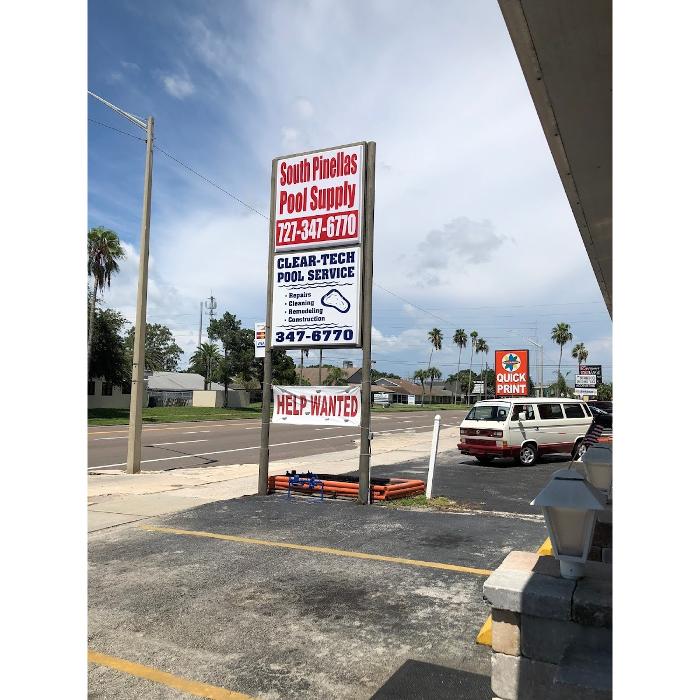 South Pinellas
Pool Supply
727-347-6770
CLEAR-TECH
POOL SERVICE
• Repairs
• Cleaning
• Remodeling
• Construction
347-6770
HELP WANTED
QUICK
PRINT